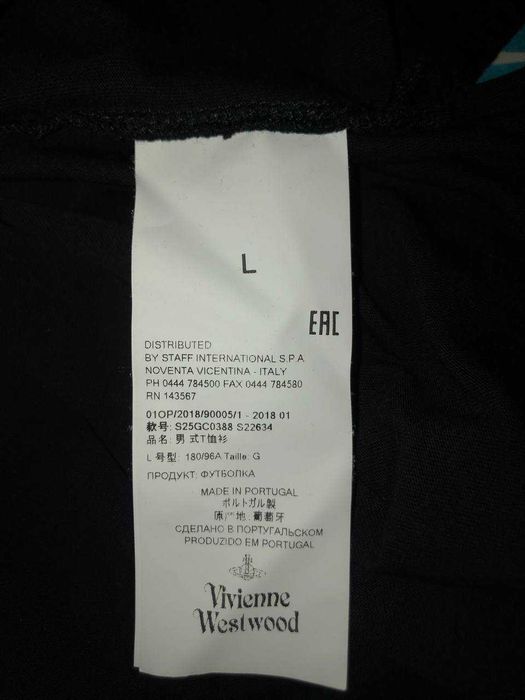 L
EAC
DISTRIBUTED
BY STAFF INTERNATIONAL S.P.A.
NOVENTA VICENTINA - ITALY
PH 0444 784500 FAX 0444 784580
RN 143567
01OP/2018/90005/1 - 2018 01
款号: S25GC0388 S22634
品名: 男 式T恤衫
L 号型: 180/96A Taille: G
ПРОДУКТ: ФУТБОЛКА
MADE IN PORTUGAL
ポルトガル製
原产地: 葡萄牙
СДЕЛАНО В ПОРТУГАЛЬСКОМ
PRODUZIDO EM PORTUGAL
Vivienne
Westwood